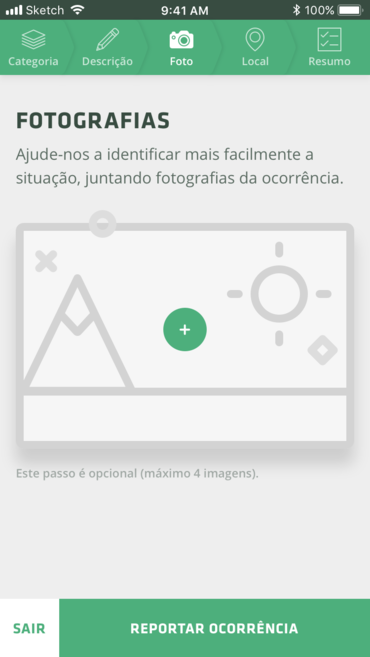 Sketch 9:41 AM 100%
Categoria Descrição Foto Local Resumo
FOTOGRAFIAS
Ajude-nos a identificar mais facilmente a
situação, juntando fotografias da ocorrência.
+
Este passo é opcional (máximo 4 imagens).
SAIR REPORTAR OCORRÊNCIA